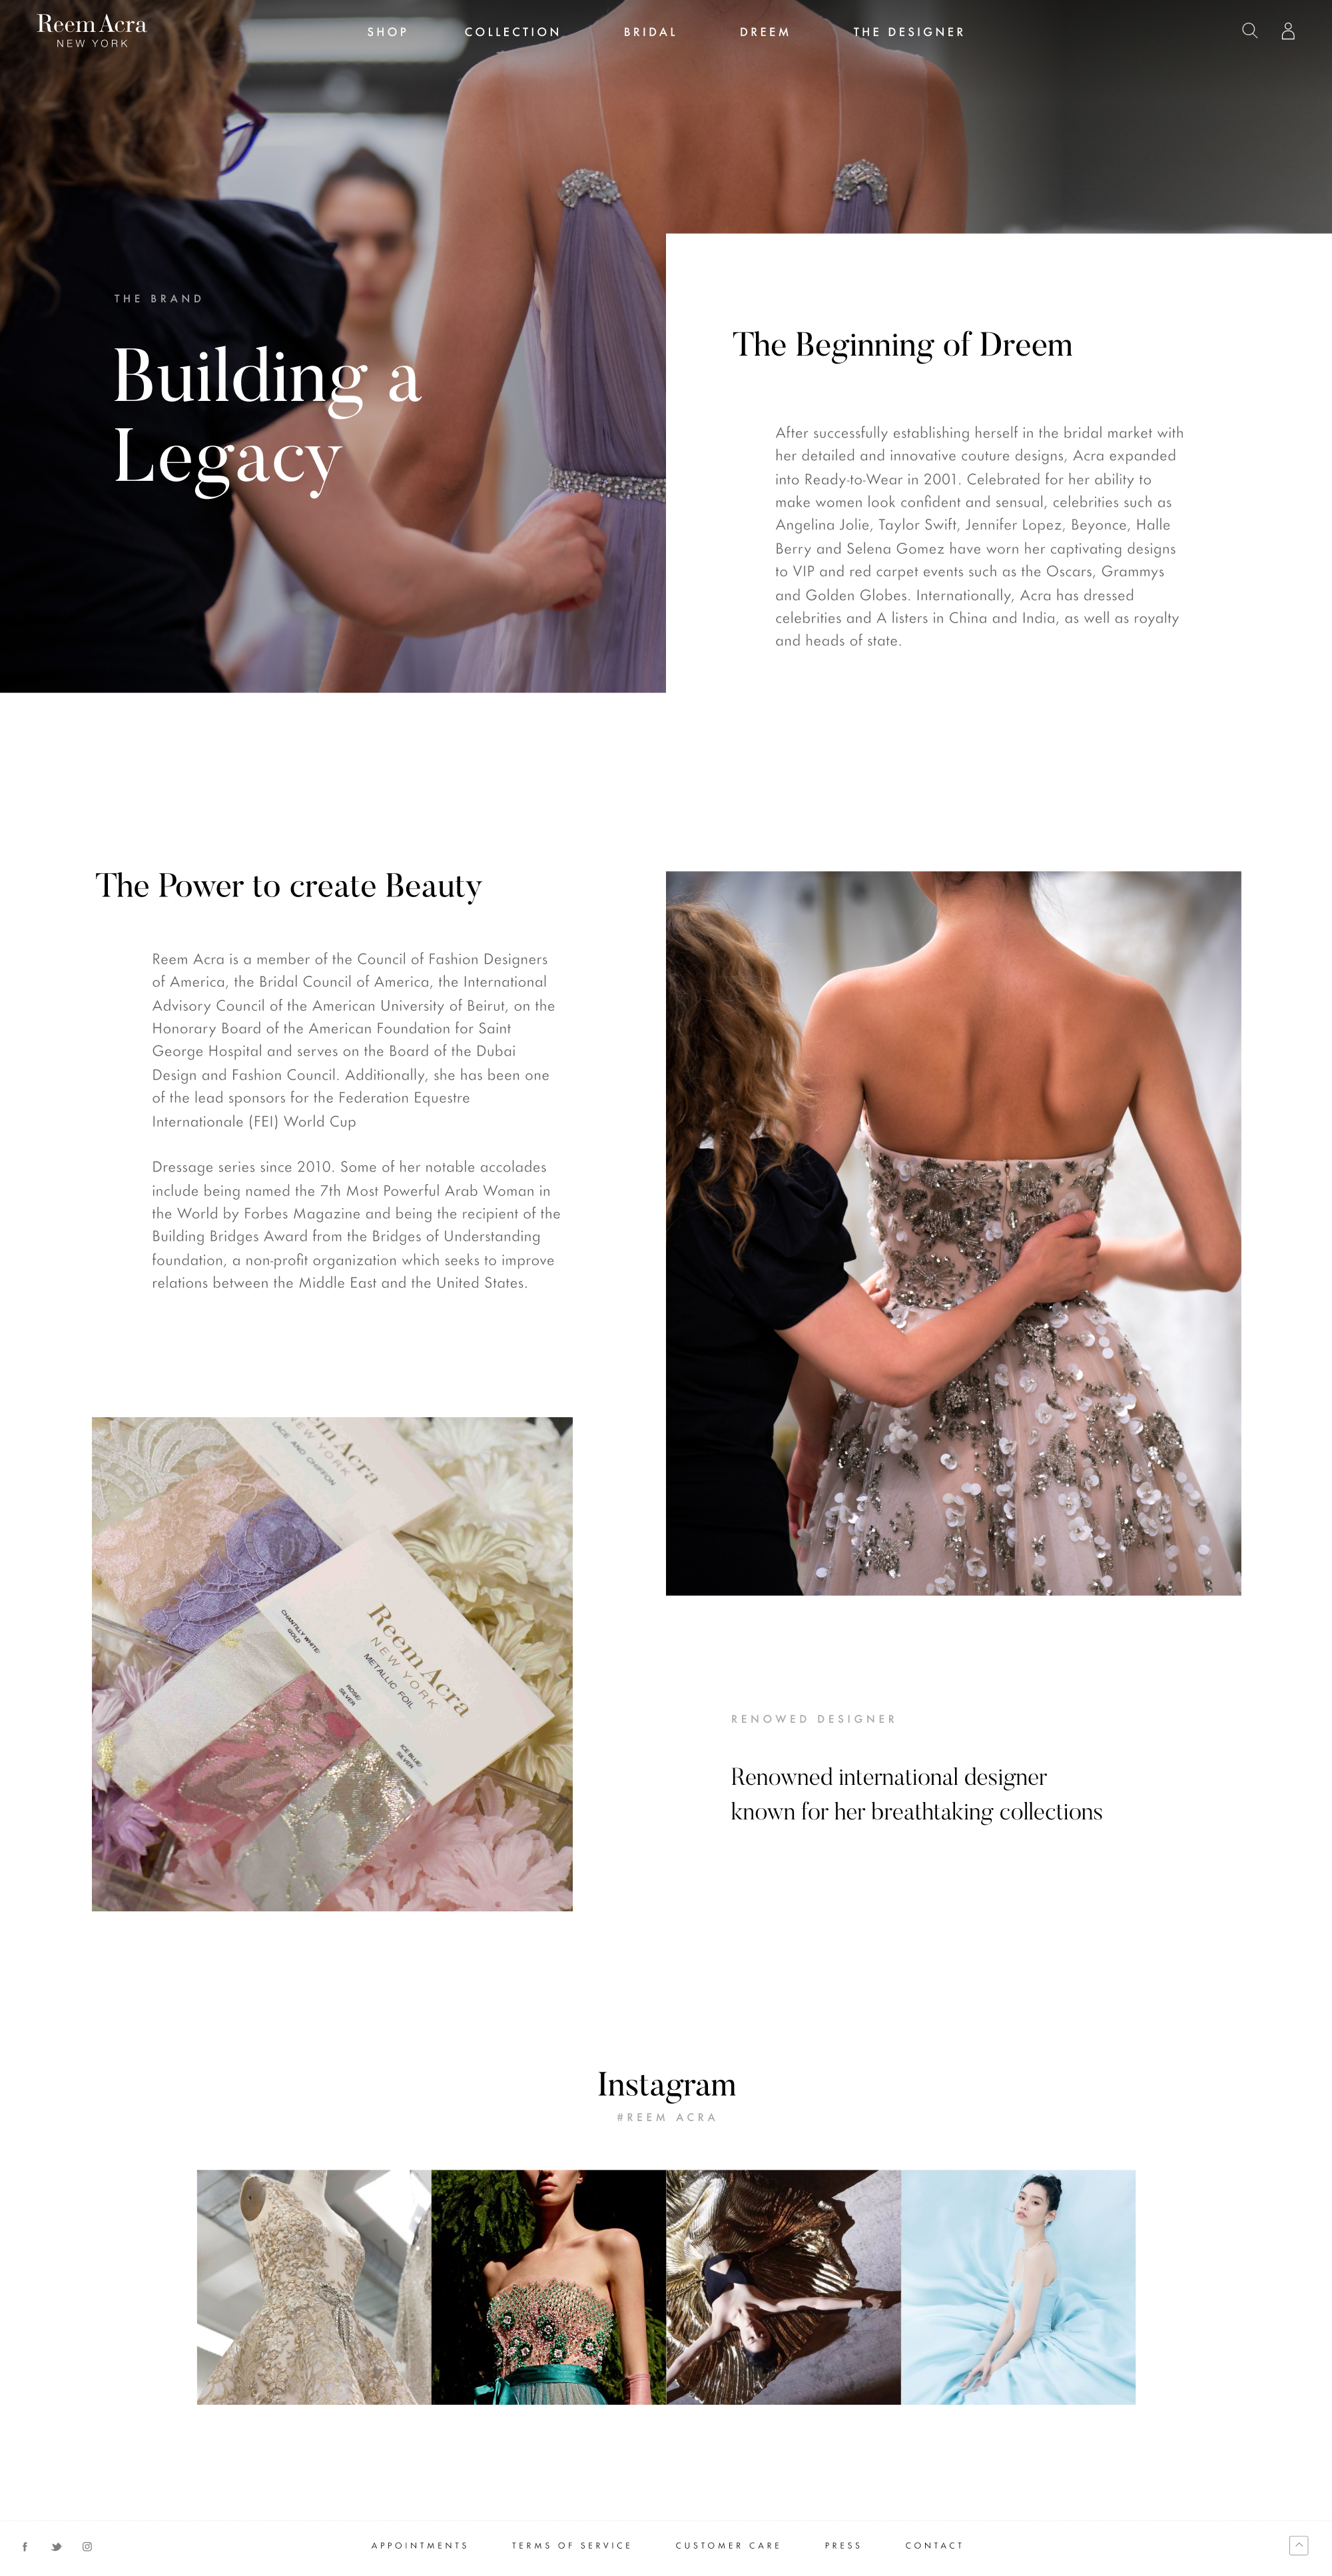 Reem Acra
NEW YORK
SHOP
COLLECTION
BRIDAL
DREEM
THE DESIGNER
THE BRAND
Building a
Legacy
The Beginning of Dreem
After successfully establishing herself in the bridal market with
her detailed and innovative couture designs, Acra expanded
into Ready-to-Wear in 2001. Celebrated for her ability to
make women look confident and sensual, celebrities such as
Angelina Jolie, Taylor Swift, Jennifer Lopez, Beyonce, Halle
Berry and Selena Gomez have worn her captivating designs
to VIP and red carpet events such as the Oscars, Grammys
and Golden Globes. Internationally, Acra has dressed
celebrities and A listers in China and India, as well as royalty
and heads of state.
The Power to create Beauty
Reem Acra is a member of the Council of Fashion Designers
of America, the Bridal Council of America, the International
Advisory Council of the American University of Beirut, on the
Honorary Board of the American Foundation for Saint
George Hospital and serves on the Board of the Dubai
Design and Fashion Council. Additionally, she has been one
of the lead sponsors for the Federation Equestre
Internationale (FEI) World Cup
Dressage series since 2010. Some of her notable accolades
include being named the 7th Most Powerful Arab Woman in
the World by Forbes Magazine and being the recipient of the
Building Bridges Award from the Bridges of Understanding
foundation, a non-profit organization which seeks to improve
relations between the Middle East and the United States.
em Acra
NEW YORK
LACE AND CHIFFON
Reem Acra
NEW YORK
METALLIC FOIL
CHANTILLY WHITE/
GOLD
ROSE/
SILVER
ICE BLUE/
SILVER
RENOWED DESIGNER
Renowned international designer
known for her breathtaking collections
Instagram
#REEM ACRA
APPOINTMENTS
TERMS OF SERVICE
CUSTOMER CARE
PRESS
CONTACT